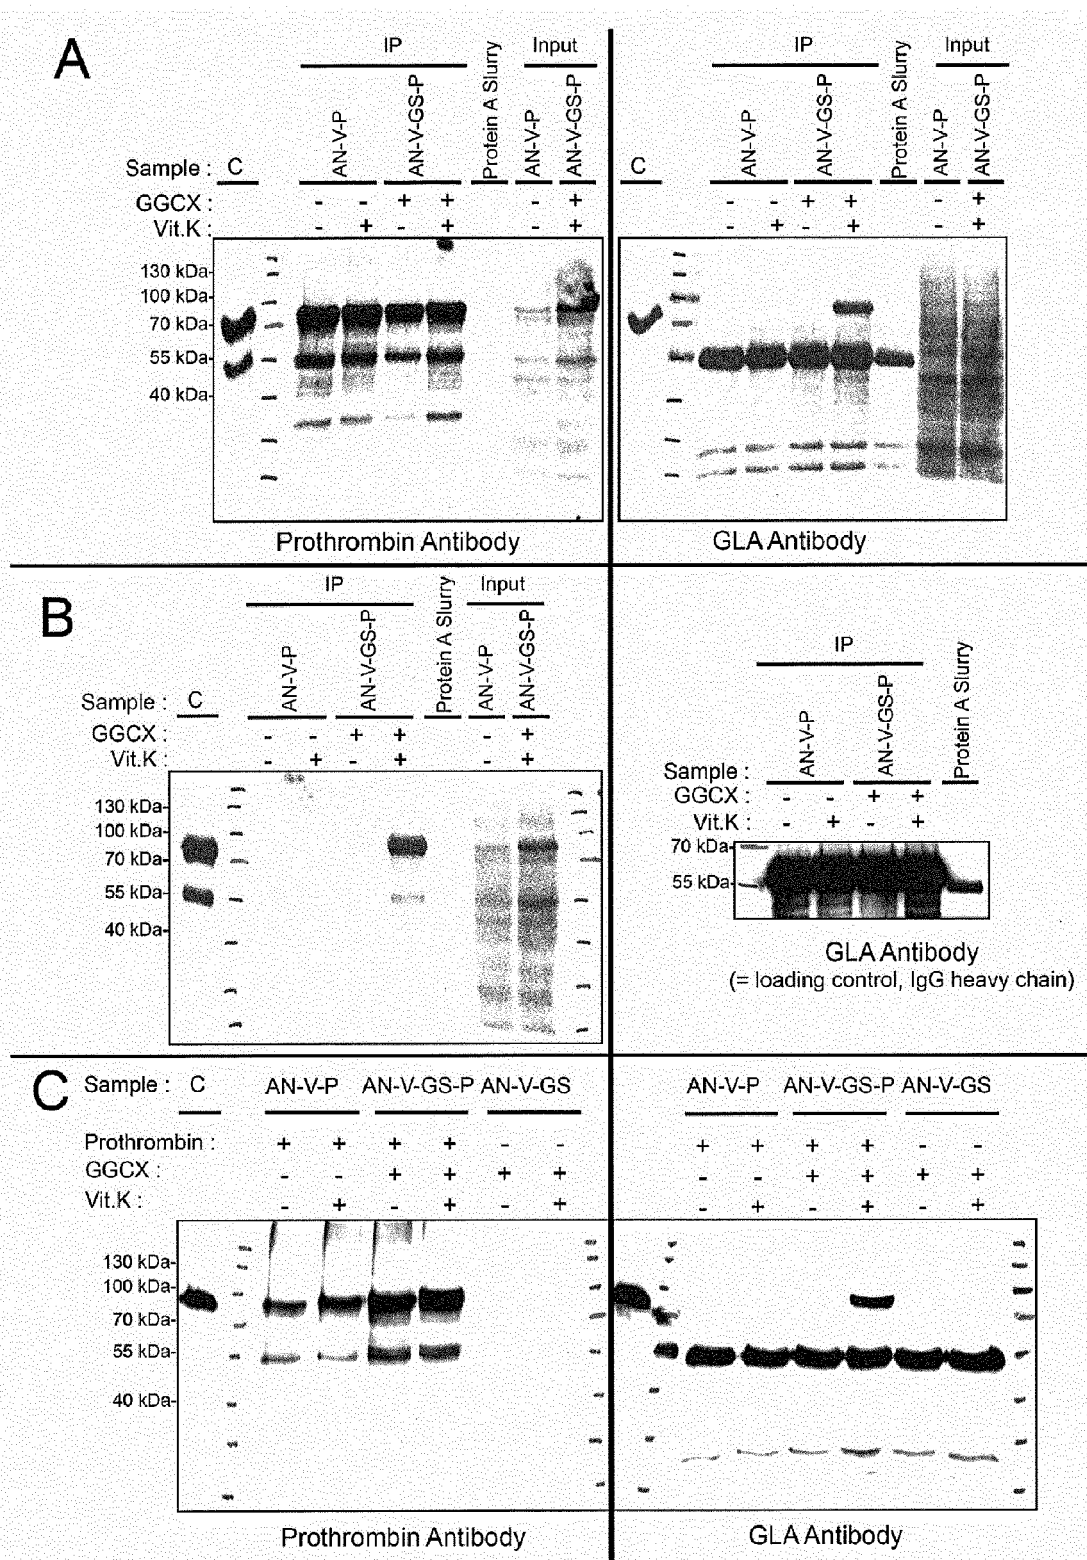 A
IP
Input
AN-V-P
AN-V-GS-P
Protein A Slurry
AN-V-P
AN-V-GS-P
Sample : C
GGCX : - - + + - +
Vit.K : - + - + - +
130 kDa-
100 kDa-
70 kDa-
55 kDa-
40 kDa-
Prothrombin Antibody
IP
Input
AN-V-P
AN-V-GS-P
Protein A Slurry
AN-V-P
AN-V-GS-P
C
- - + + - +
- + - + - +
GLA Antibody
B
IP
Input
AN-V-P
AN-V-GS-P
Protein A Slurry
AN-V-P
AN-V-GS-P
Sample : C
GGCX : - - + + - +
Vit.K : - + - + - +
130 kDa-
100 kDa-
70 kDa-
55 kDa-
40 kDa-
IP
AN-V-P
AN-V-GS-P
Protein A Slurry
Sample :
GGCX : - - + +
Vit.K : - + - +
70 kDa-
55 kDa-
GLA Antibody
(= loading control, IgG heavy chain)
C
Sample : C AN-V-P AN-V-GS-P AN-V-GS
Prothrombin : + + + + - -
GGCX : - - + + + +
Vit.K : - + - + - +
130 kDa-
100 kDa-
70 kDa-
55 kDa-
40 kDa-
Prothrombin Antibody
AN-V-P AN-V-GS-P AN-V-GS
+ + + + - -
- - + + + +
- + - + - +
GLA Antibody